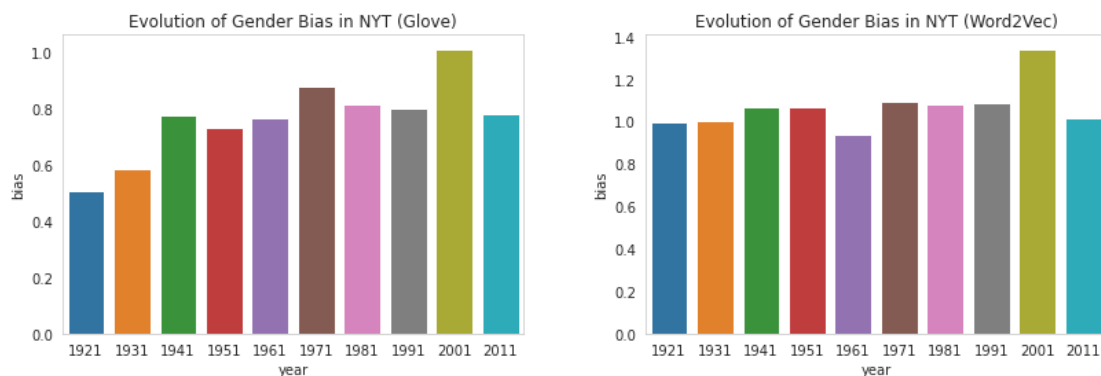 Evolution of Gender Bias in NYT (Glove)
1.0
0.8
0.6
0.4
0.2
0.0
bias
1921 1931 1941 1951 1961 1971 1981 1991 2001 2011
year
Evolution of Gender Bias in NYT (Word2Vec)
1.4
1.2
1.0
0.8
0.6
0.4
0.2
0.0
bias
1921 1931 1941 1951 1961 1971 1981 1991 2001 2011
year